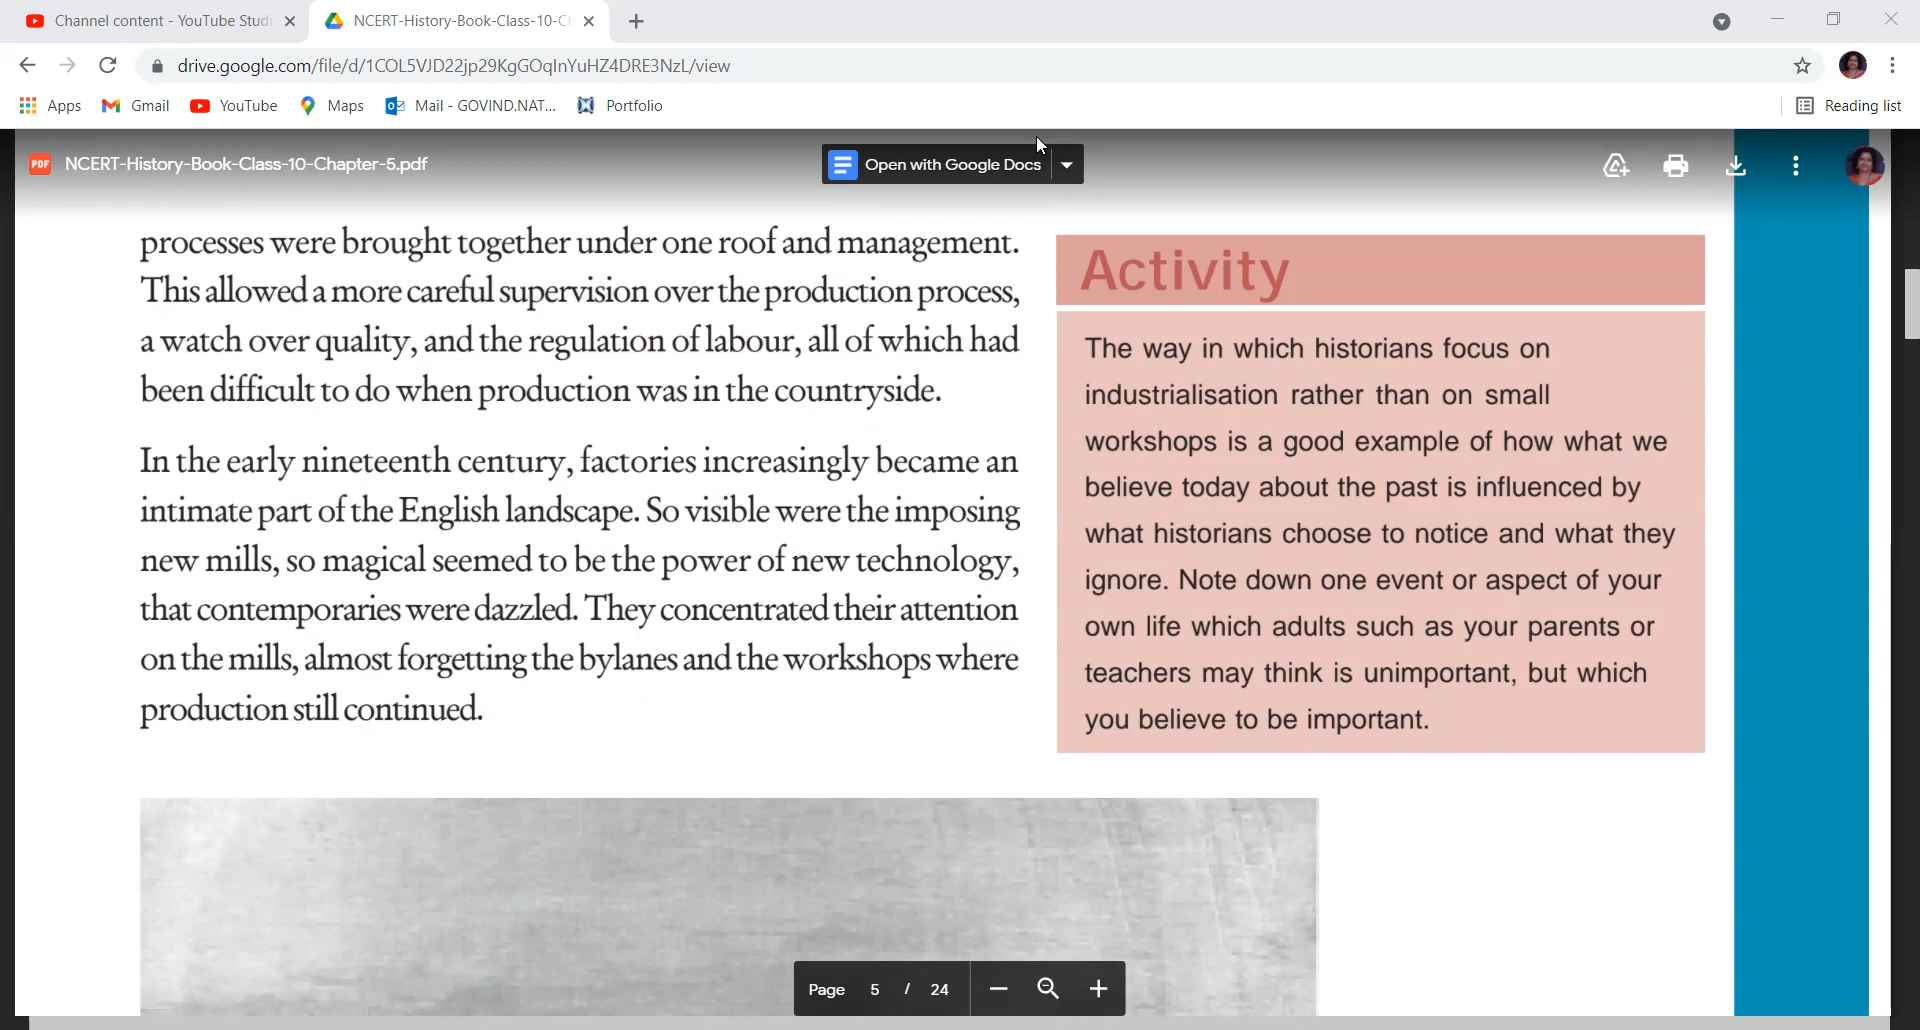 Channel content - YouTube Studi
NCERT-History-Book-Class-10-C
drive.google.com/file/d/1COL5VJD22jp29KgGOqlnYuHZ4DRE3NzL/view
Apps
Gmail
YouTube
Maps
Mail - GOVIND.NAT...
Portfolio
Reading list
PDF
NCERT-History-Book-Class-10-Chapter-5.pdf
Open with Google Docs
processes were brought together under one roof and management.
This allowed a more careful supervision over the production process,
a watch over quality, and the regulation of labour, all of which had
been difficult to do when production was in the countryside.
In the early nineteenth century, factories increasingly became an
intimate part of the English landscape. So visible were the imposing
new mills, so magical seemed to be the power of new technology,
that contemporaries were dazzled. They concentrated their attention
on the mills, almost forgetting the bylanes and the workshops where
production still continued.
Activity
The way in which historians focus on
industrialisation rather than on small
workshops is a good example of how what we
believe today about the past is influenced by
what historians choose to notice and what they
ignore. Note down one event or aspect of your
own life which adults such as your parents or
teachers may think is unimportant, but which
you believe to be important.
Page 5 / 24